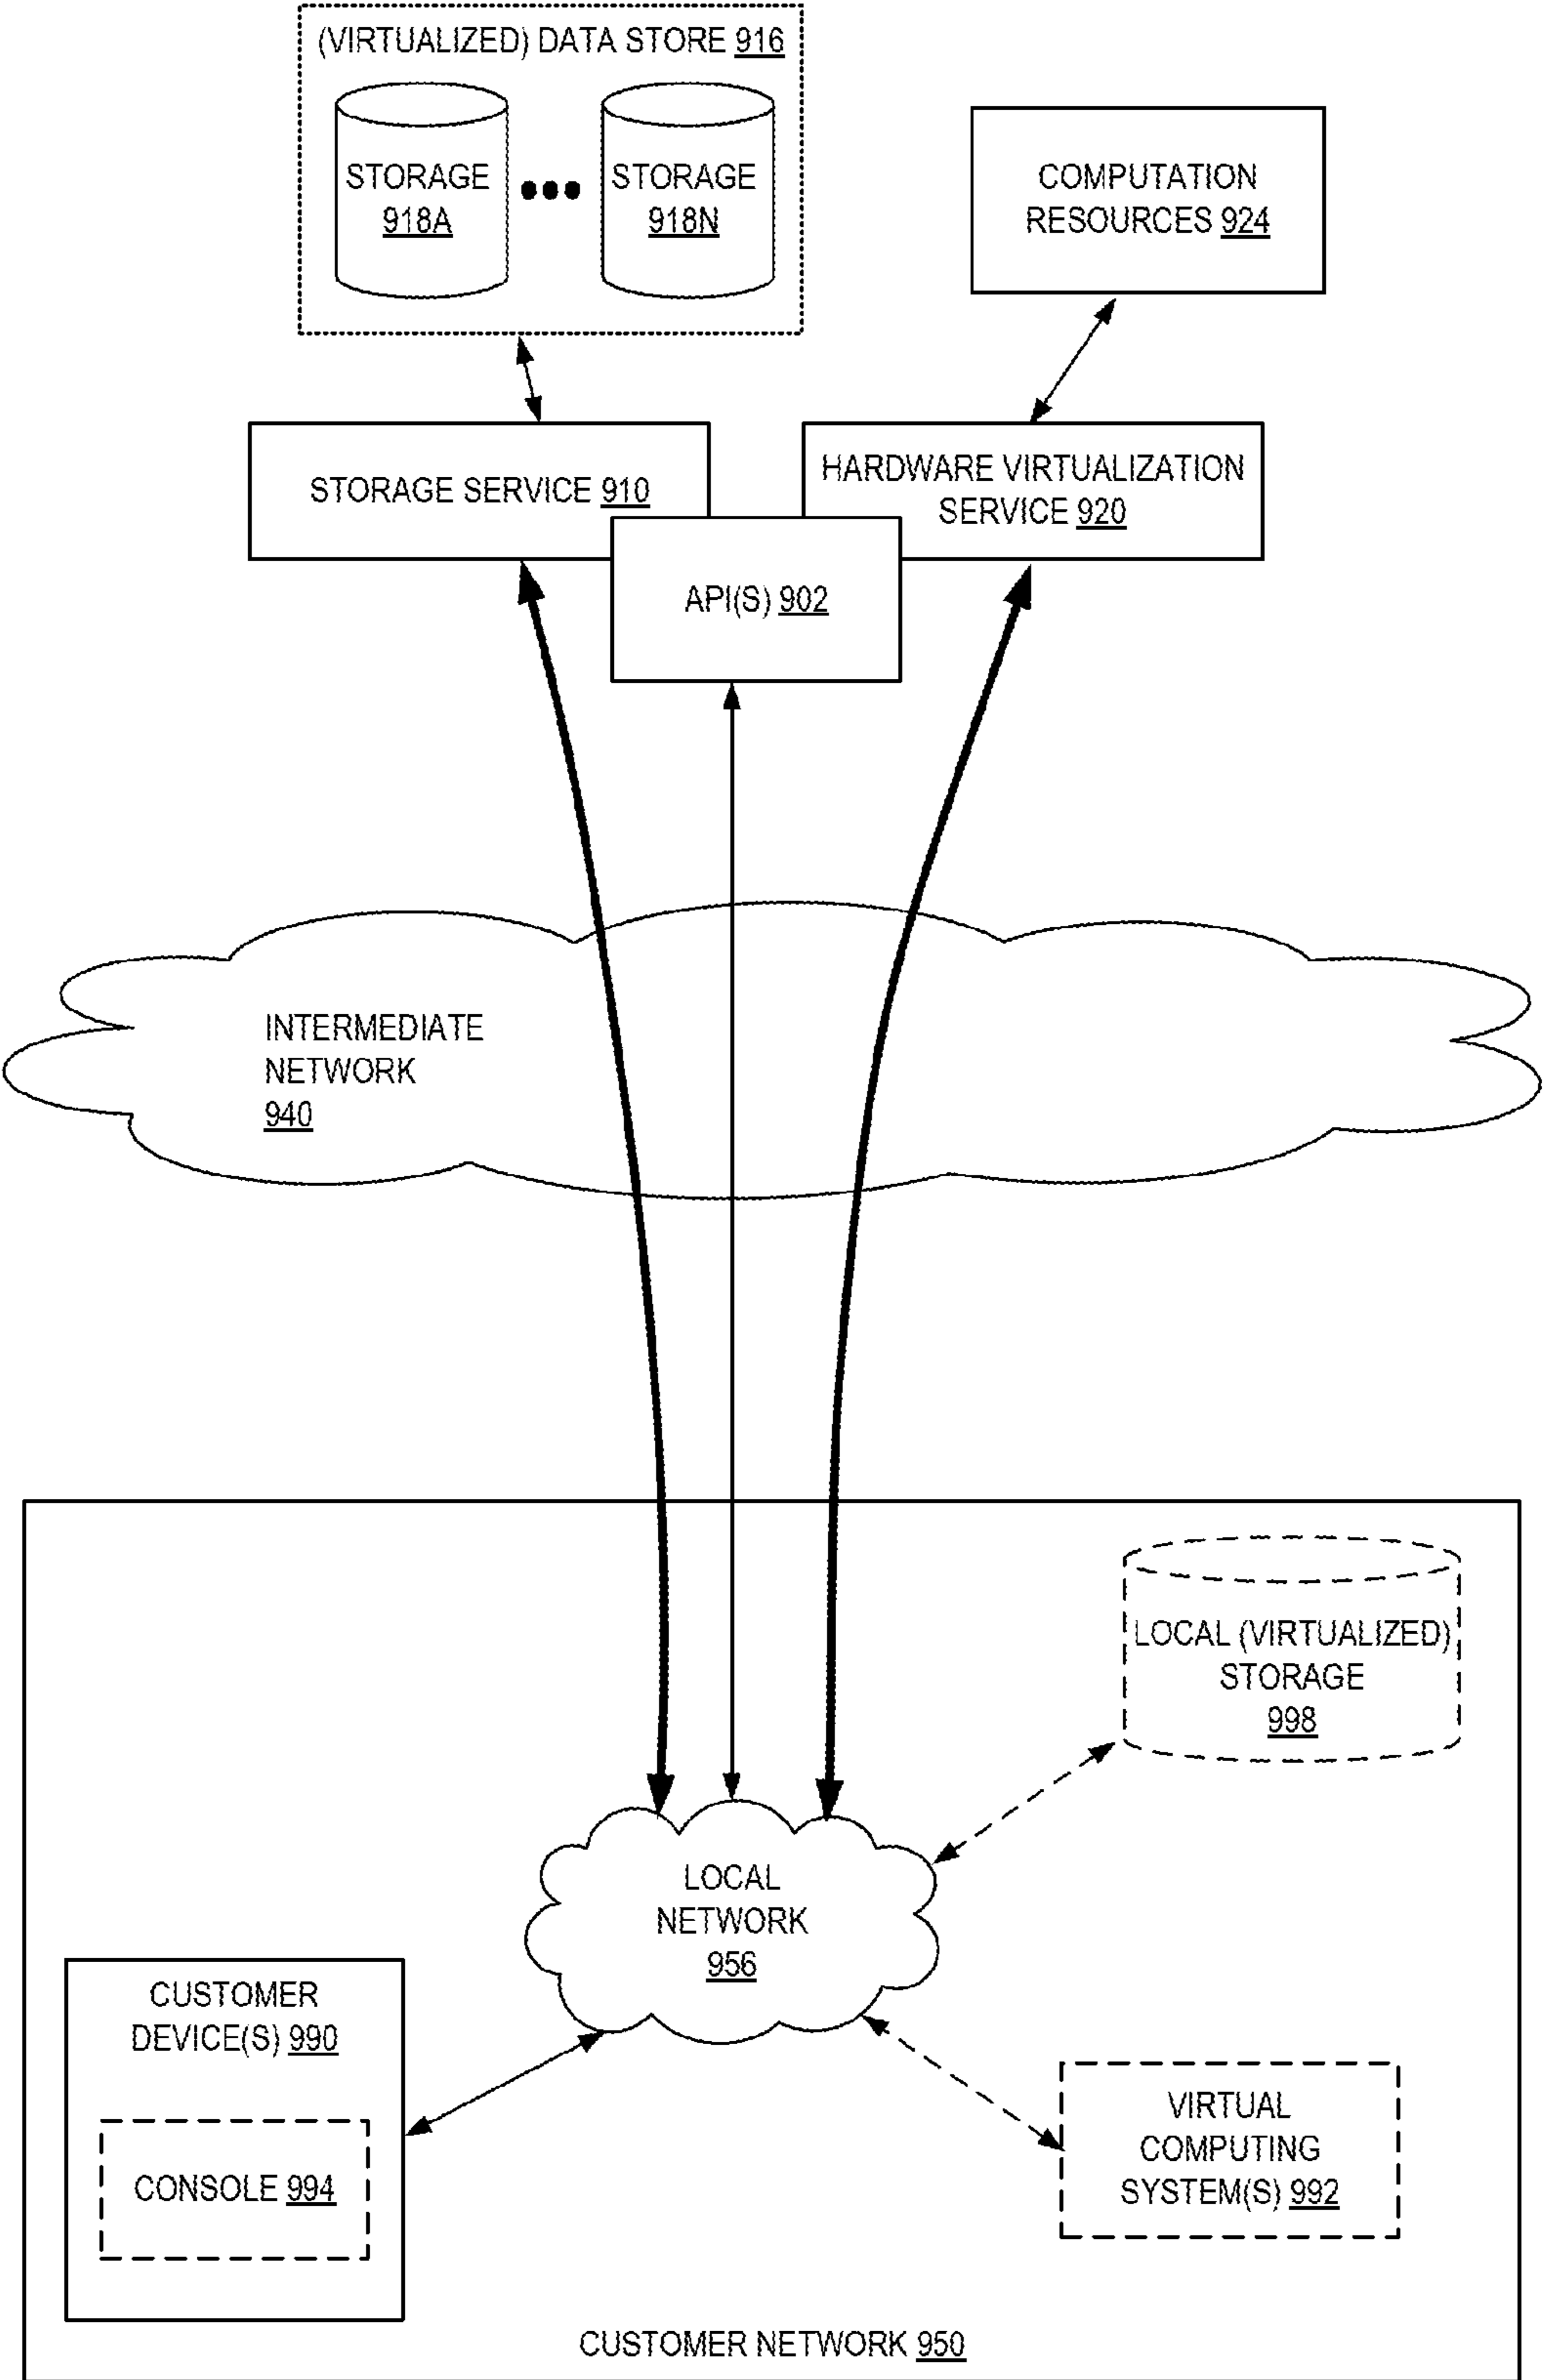 (VIRTUALIZED) DATA STORE 916
STORAGE
918A
STORAGE
918N
COMPUTATION
RESOURCES 924
STORAGE SERVICE 910
HARDWARE VIRTUALIZATION
SERVICE 920
API(S) 902
INTERMEDIATE
NETWORK
940
LOCAL (VIRTUALIZED)
STORAGE
998
LOCAL
NETWORK
956
CUSTOMER
DEVICE(S) 990
CONSOLE 994
VIRTUAL
COMPUTING
SYSTEM(S) 992
CUSTOMER NETWORK 950